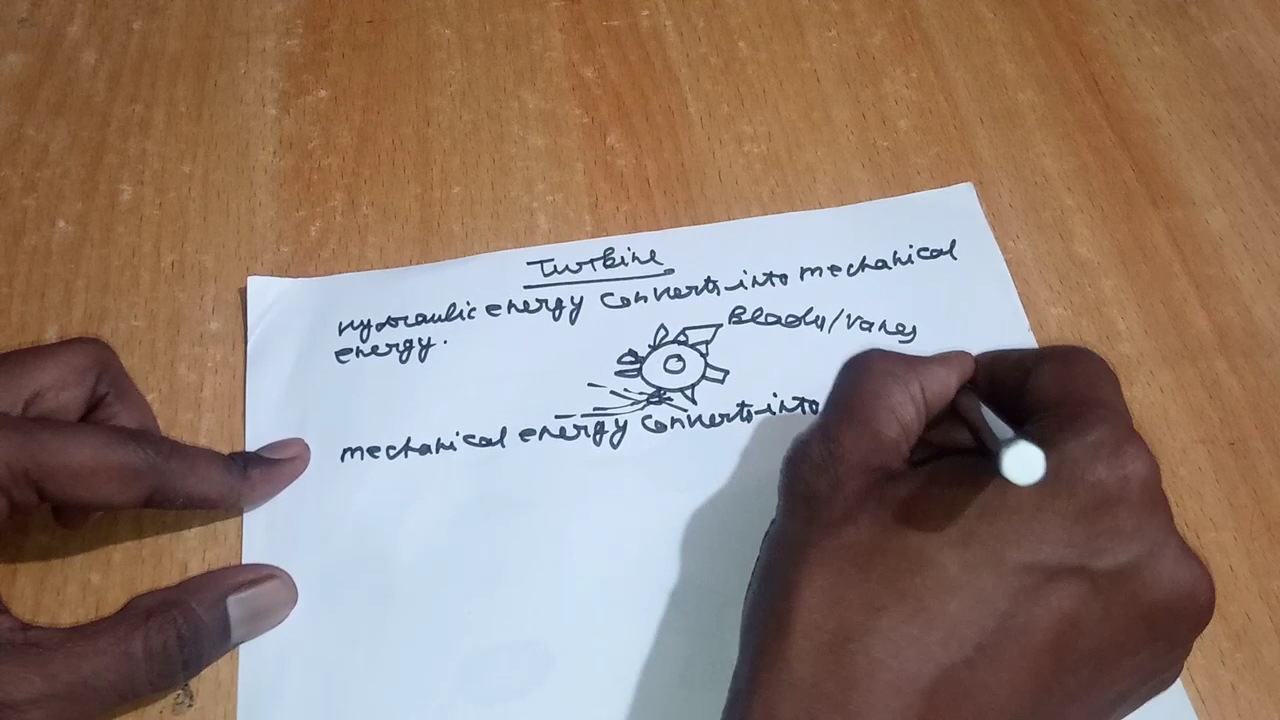 Turbine
Hydraulic energy converts into mechanical
energy.
Blades/Vanes
mechanical energy converts into